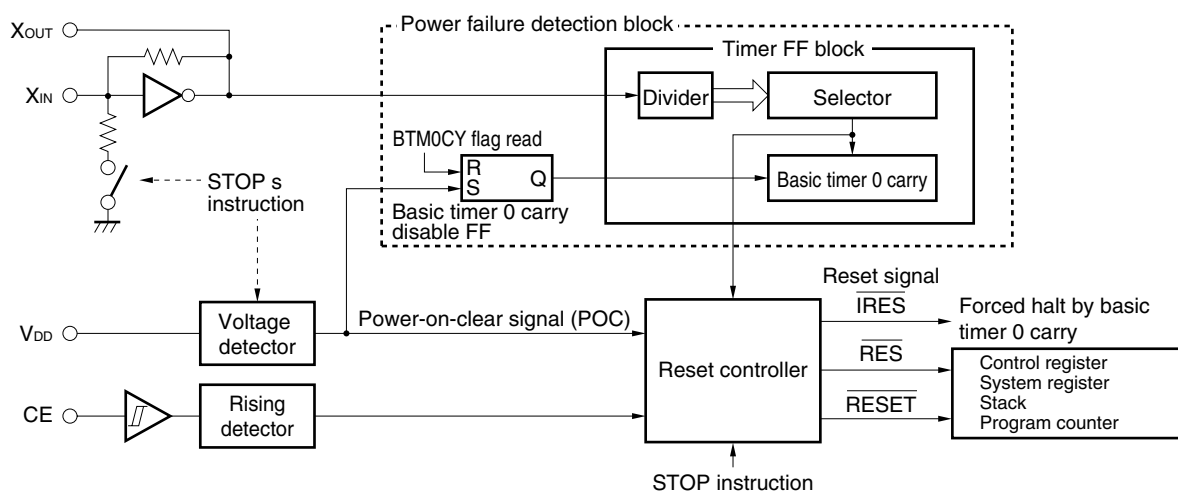 Power failure detection block
XOUT
Timer FF block
XIN
Divider
Selector
BTM0CY flag read
R
S
Q
Basic timer 0 carry
STOP s
instruction
Basic timer 0 carry
disable FF
Reset signal
VDD
Voltage
detector
Power-on-clear signal (POC)
IRES
Forced halt by basic
timer 0 carry
Reset controller
RES
Control register
System register
Stack
Program counter
CE
Rising
detector
RESET
STOP instruction